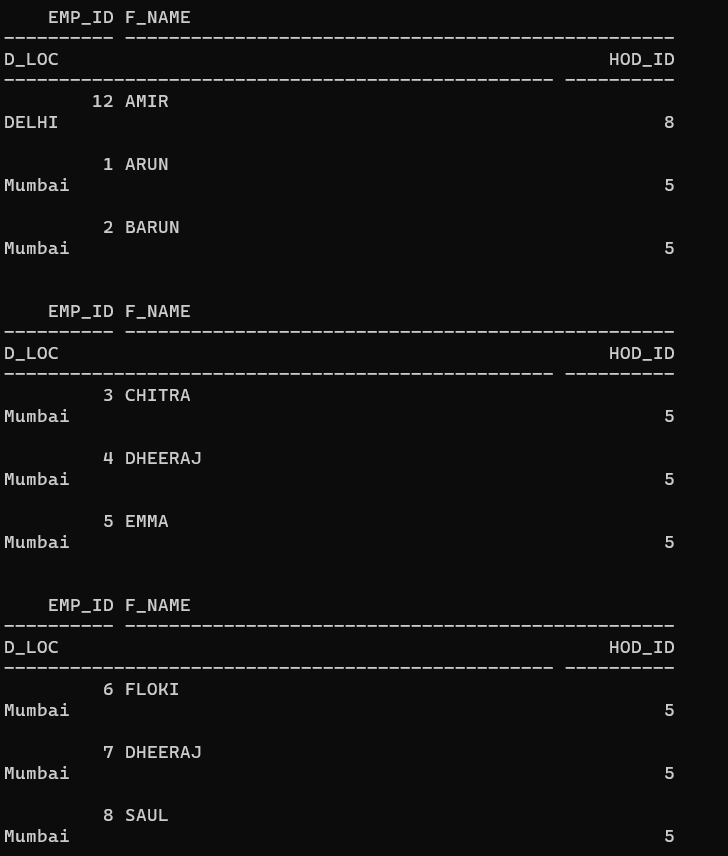 EMP_ID F_NAME
---------- --------------------------------------------------
D_LOC HOD_ID
-------------------------------------------------- ----------
12 AMIR
DELHI 8
1 ARUN
Mumbai 5
2 BARUN
Mumbai 5
EMP_ID F_NAME
---------- --------------------------------------------------
D_LOC HOD_ID
-------------------------------------------------- ----------
3 CHITRA
Mumbai 5
4 DHEERAJ
Mumbai 5
5 EMMA
Mumbai 5
EMP_ID F_NAME
---------- --------------------------------------------------
D_LOC HOD_ID
-------------------------------------------------- ----------
6 FLOKI
Mumbai 5
7 DHEERAJ
Mumbai 5
8 SAUL
Mumbai 5